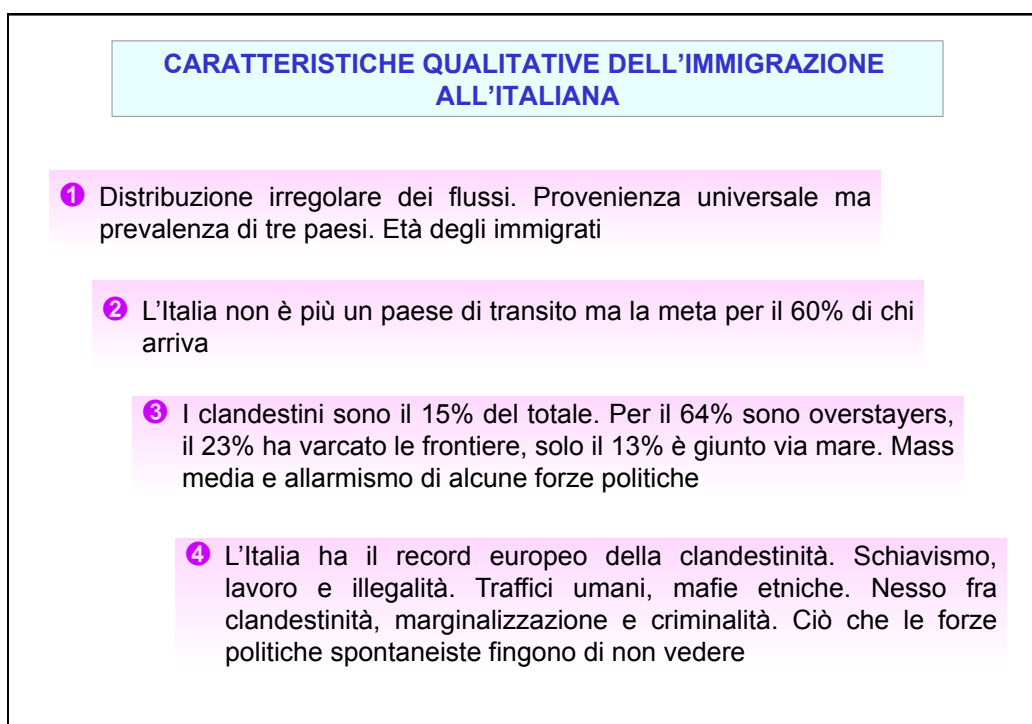 CARATTERISTICHE QUALITATIVE DELL’IMMIGRAZIONE
ALL’ITALIANA
❶ Distribuzione irregolare dei flussi. Provenienza universale ma
prevalenza di tre paesi. Età degli immigrati
❷ L’Italia non è più un paese di transito ma la meta per il 60% di chi
arriva
❸ I clandestini sono il 15% del totale. Per il 64% sono overstayers,
il 23% ha varcato le frontiere, solo il 13% è giunto via mare. Mass
media e allarmismo di alcune forze politiche
❹ L’Italia ha il record europeo della clandestinità. Schiavismo,
lavoro e illegalità. Traffici umani, mafie etniche. Nesso fra
clandestinità, marginalizzazione e criminalità. Ciò che le forze
politiche spontaneiste fingono di non vedere